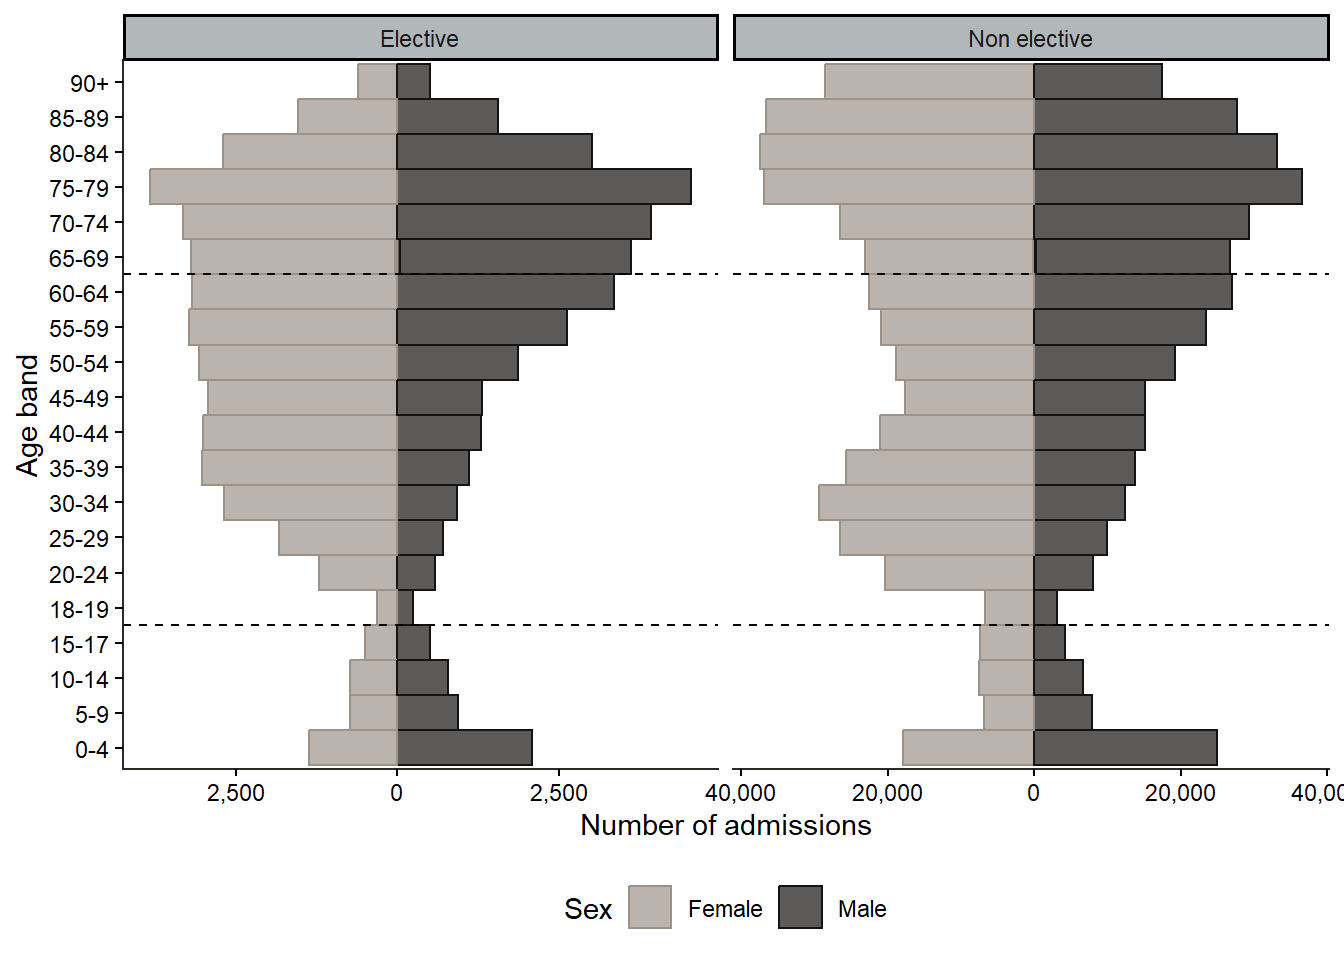 Elective
Non elective
Age band
90+
85-89
80-84
75-79
70-74
65-69
60-64
55-59
50-54
45-49
40-44
35-39
30-34
25-29
20-24
18-19
15-17
10-14
5-9
0-4
2,500 0 2,500
40,000 20,000 0 20,000 40,00
Number of admissions
Sex Female Male